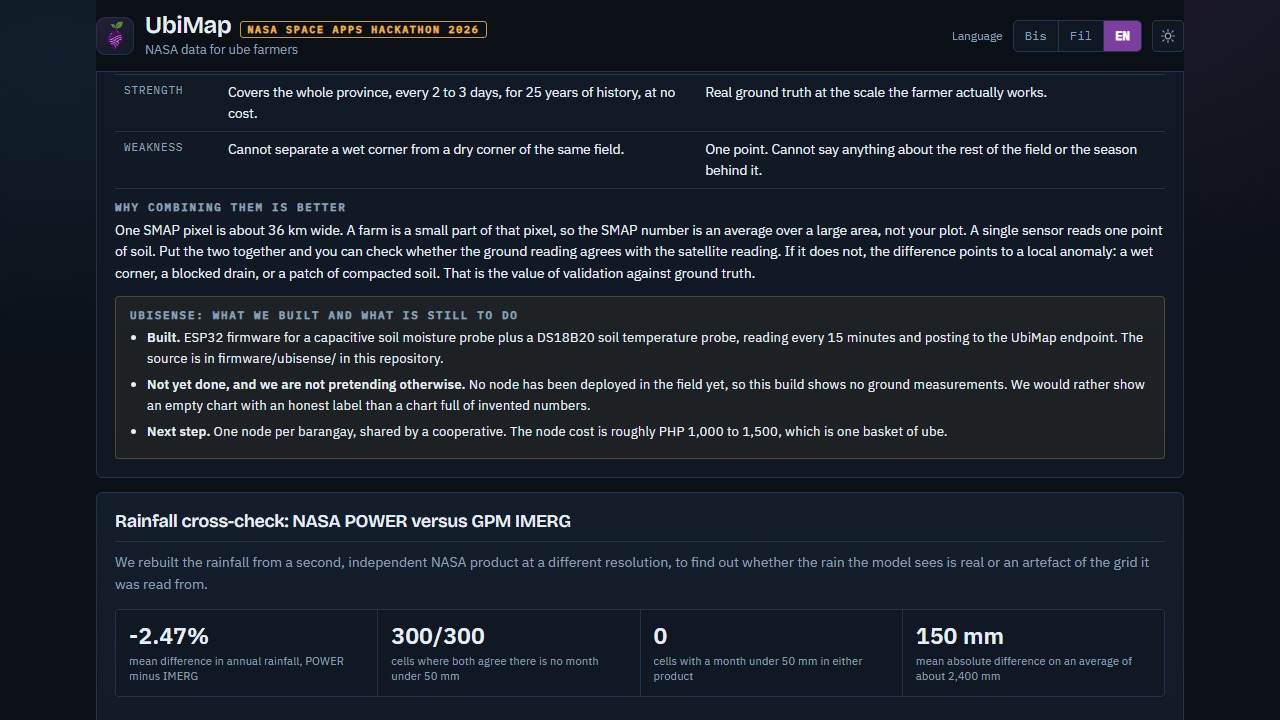 UbiMap NASA SPACE APPS HACKATHON 2026
NASA data for ube farmers
Language Bis Fil EN
STRENGTH
Covers the whole province, every 2 to 3 days, for 25 years of history, at no
cost.
Real ground truth at the scale the farmer actually works.
WEAKNESS
Cannot separate a wet corner from a dry corner of the same field.
One point. Cannot say anything about the rest of the field or the season
behind it.
WHY COMBINING THEM IS BETTER
One SMAP pixel is about 36 km wide. A farm is a small part of that pixel, so the SMAP number is an average over a large area, not your plot. A single sensor reads one point
of soil. Put the two together and you can check whether the ground reading agrees with the satellite reading. If it does not, the difference points to a local anomaly: a wet
corner, a blocked drain, or a patch of compacted soil. That is the value of validation against ground truth.
UBISENSE: WHAT WE BUILT AND WHAT IS STILL TO DO
Built. ESP32 firmware for a capacitive soil moisture probe plus a DS18B20 soil temperature probe, reading every 15 minutes and posting to the UbiMap endpoint. The
source is in firmware/ubisense/ in this repository.
Not yet done, and we are not pretending otherwise. No node has been deployed in the field yet, so this build shows no ground measurements. We would rather show
an empty chart with an honest label than a chart full of invented numbers.
Next step. One node per barangay, shared by a cooperative. The node cost is roughly PHP 1,000 to 1,500, which is one basket of ube.
Rainfall cross-check: NASA POWER versus GPM IMERG
We rebuilt the rainfall from a second, independent NASA product at a different resolution, to find out whether the rain the model sees is real or an artefact of the grid it
was read from.
-2.47%
mean difference in annual rainfall, POWER
minus IMERG
300/300
cells where both agree there is no month
under 50 mm
0
cells with a month under 50 mm in either
product
150 mm
mean absolute difference on an average of
about 2,400 mm